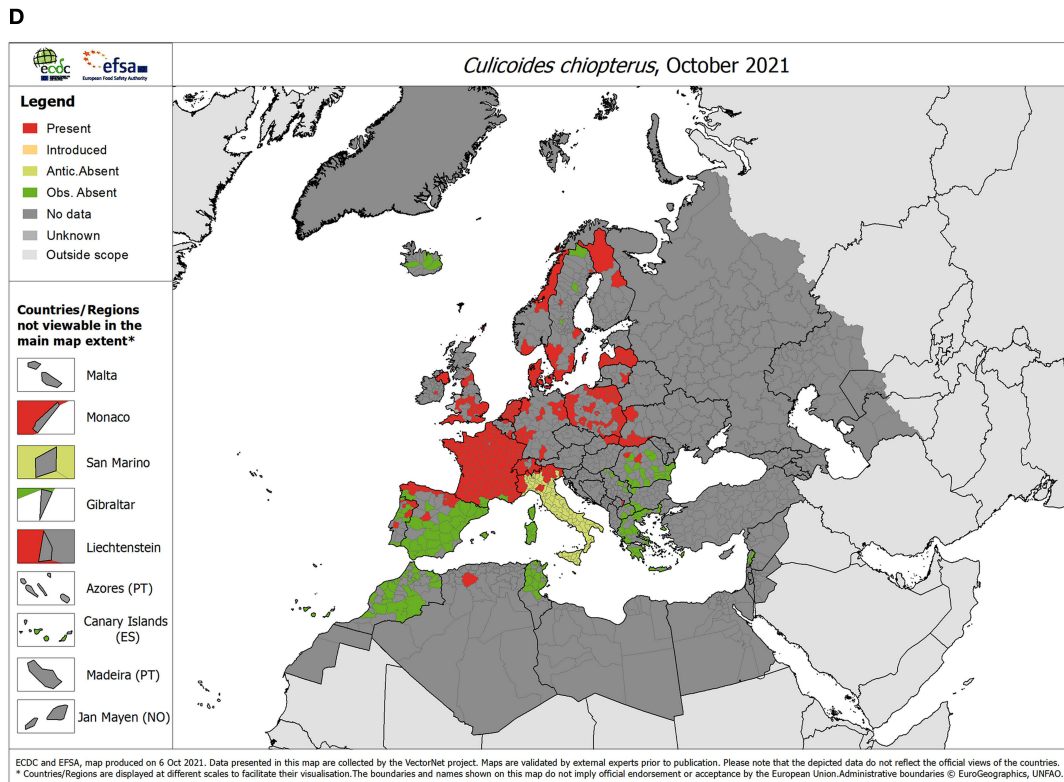 D
ecdc
efsa
European Food Safety Authority
Culicoides chiopterus, October 2021
Legend
Present
Introduced
Antic.Absent
Obs. Absent
No data
Unknown
Outside scope
Countries/Regions
not viewable in the
main map extent*
Malta
Monaco
San Marino
Gibraltar
Liechtenstein
Azores (PT)
Canary Islands
(ES)
Madeira (PT)
Jan Mayen (NO)
ECDC and EFSA, map produced on 6 Oct 2021. Data presented in this map are collected by the VectorNet project. Maps are validated by external experts prior to publication. Please note that the depicted data do not reflect the official views of the countries.
* Countries/Regions are displayed at different scales to facilitate their visualisation.The boundaries and names shown on this map do not imply official endorsement or acceptance by the European Union.Administrative boundaries © EuroGeographics, UNFAO.